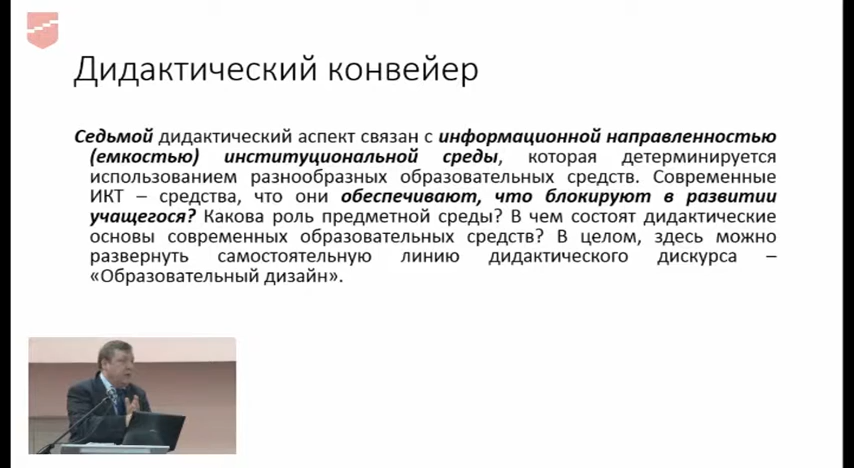 Дидактический конвейер
Седьмой дидактический аспект связан с информационной направленностью
(емкостью) институциональной среды, которая детерминируется
использованием разнообразных образовательных средств. Современные
ИКТ – средства, что они обеспечивают, что блокируют в развитии
учащегося? Какова роль предметной среды? В чем состоят дидактические
основы современных образовательных средств? В целом, здесь можно
развернуть самостоятельную линию дидактического дискурса –
«Образовательный дизайн».